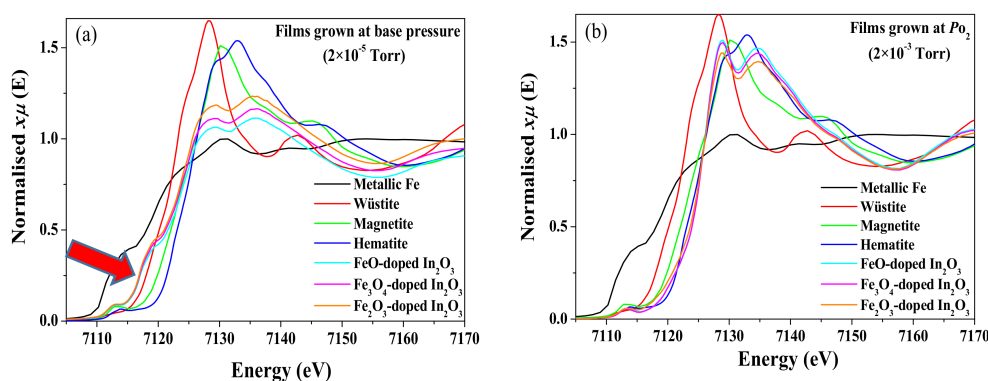 (a)
Films grown at base pressure
(2×10⁻⁵ Torr)
1.5
1.0
0.5
0.0
Normalised xμ (E)
Metallic Fe
Wüstite
Magnetite
Hematite
FeO-doped In₂O₃
Fe₃O₄-doped In₂O₃
Fe₂O₃-doped In₂O₃
7110 7120 7130 7140 7150 7160 7170
Energy (eV)
(b)
Films grown at Po₂
(2×10⁻³ Torr)
1.5
1.0
0.5
0.0
Normalised xμ (E)
Metallic Fe
Wüstite
Magnetite
Hematite
FeO-doped In₂O₃
Fe₃O₄-doped In₂O₃
Fe₂O₃-doped In₂O₃
7110 7120 7130 7140 7150 7160 7170
Energy (eV)